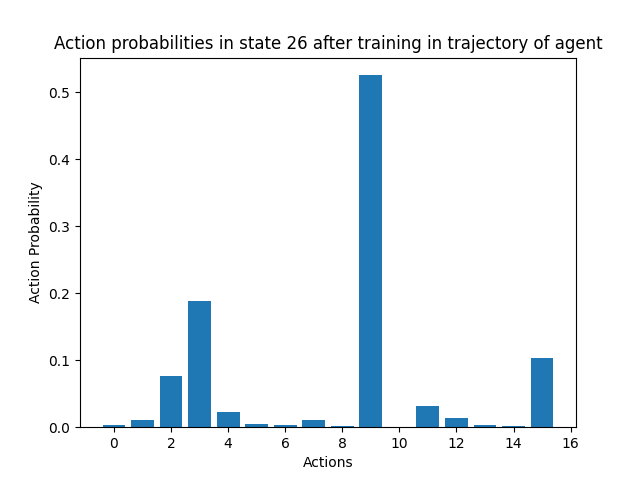 Action probabilities in state 26 after training in trajectory of agent
0.5
0.4
0.3
0.2
0.1
0.0
Action Probability
0 2 4 6 8 10 12 14 16
Actions